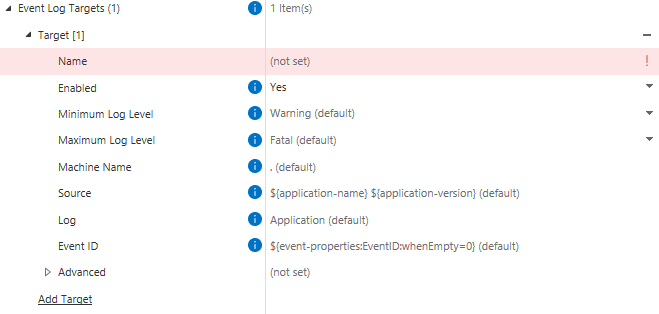 Event Log Targets (1) 1 Item(s)
Target [1]
Name (not set) !
Enabled Yes
Minimum Log Level Warning (default)
Maximum Log Level Fatal (default)
Machine Name . (default)
Source ${application-name} ${application-version} (default)
Log Application (default)
Event ID ${event-properties:EventID:whenEmpty=0} (default)
Advanced (not set)
Add Target